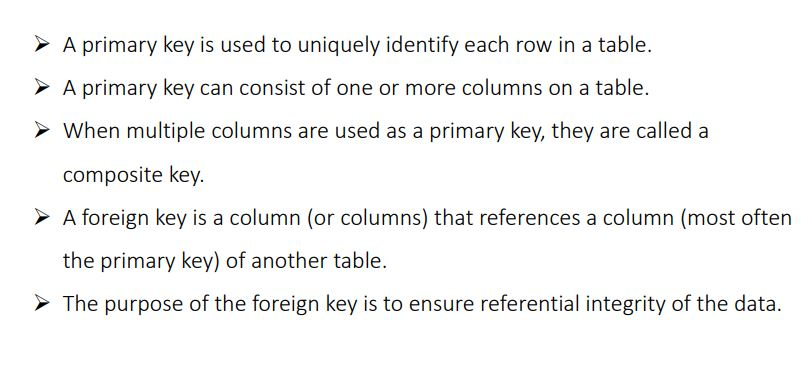 ➢ A primary key is used to uniquely identify each row in a table.
➢ A primary key can consist of one or more columns on a table.
➢ When multiple columns are used as a primary key, they are called a
composite key.
➢ A foreign key is a column (or columns) that references a column (most often
the primary key) of another table.
➢ The purpose of the foreign key is to ensure referential integrity of the data.